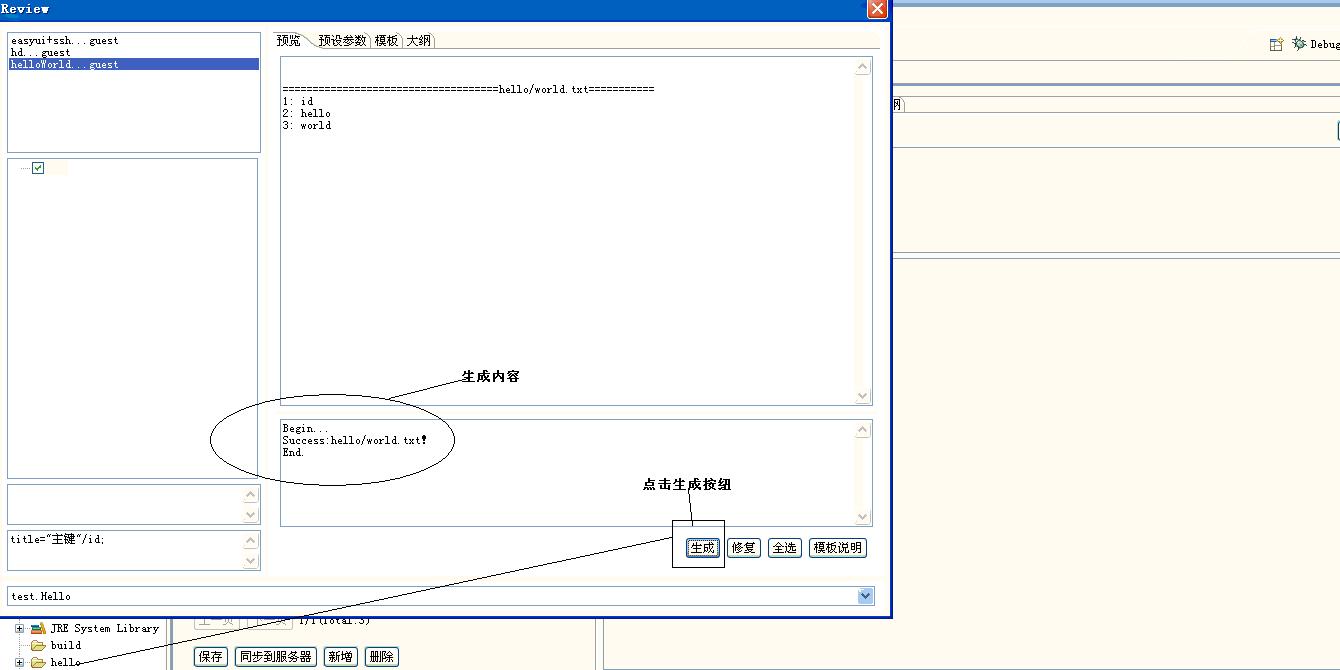 Review
easyui+ssh...guest
hd...guest
helloWorld...guest
预览 预设参数 模板 大纲
Debug
====================================hello/world.txt===========
1: id
2: hello
3: world
生成内容
Begin...
Success:hello/world.txt!
End.
点击生成按纽
title="主键"/id;
生成 修复 全选 模板说明
test.Hello
JRE System Library
build
hello
1/1(Total:3)
保存 同步到服务器 新增 删除